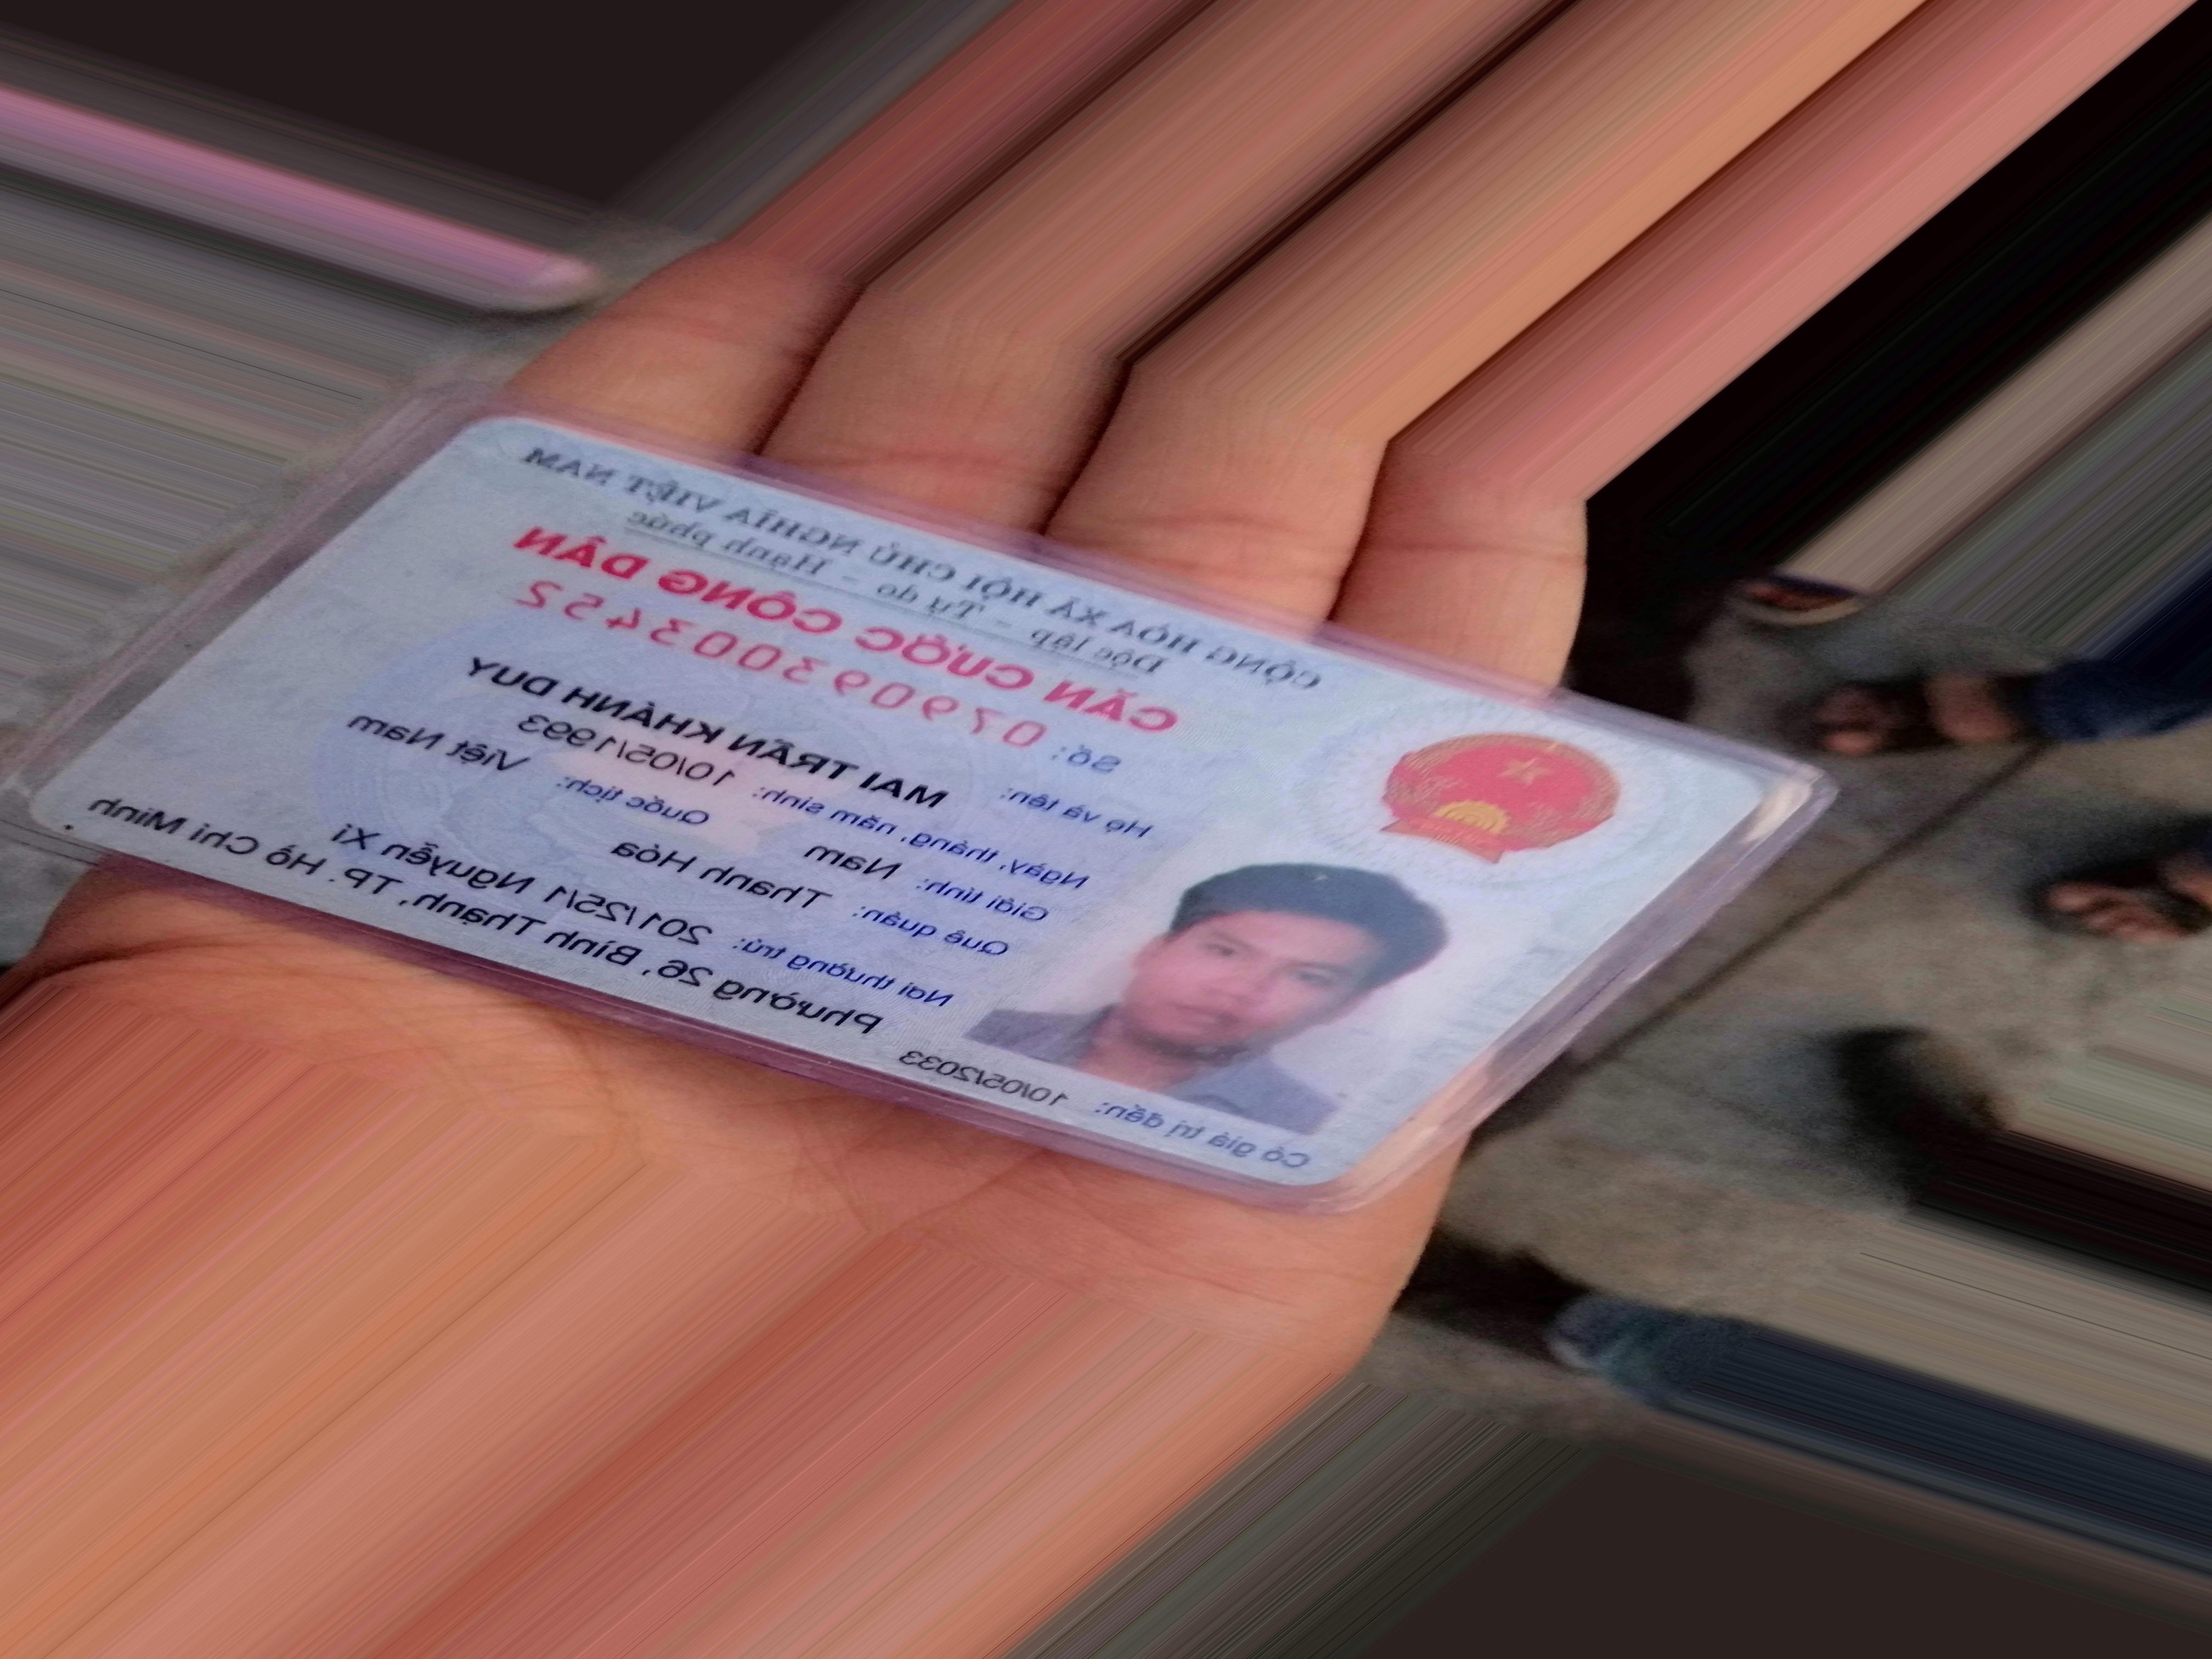 CỘNG HÒA XÃ HỘI CHỦ NGHĨA VIỆT NAM
Độc lập - Tự do - Hạnh phúc
CĂN CƯỚC CÔNG DÂN
Số: 079093003452
Họ và tên: MAI TRẦN KHÁNH DUY
Ngày, tháng, năm sinh: 10/05/1993
Giới tính: Nam Quốc tịch: Việt Nam
Quê quán: Thanh Hóa
Nơi thường trú: 201/25/1 Nguyễn Xí
Phường 26, Bình Thạnh, TP. Hồ Chí Minh
Có giá trị đến: 10/05/2033